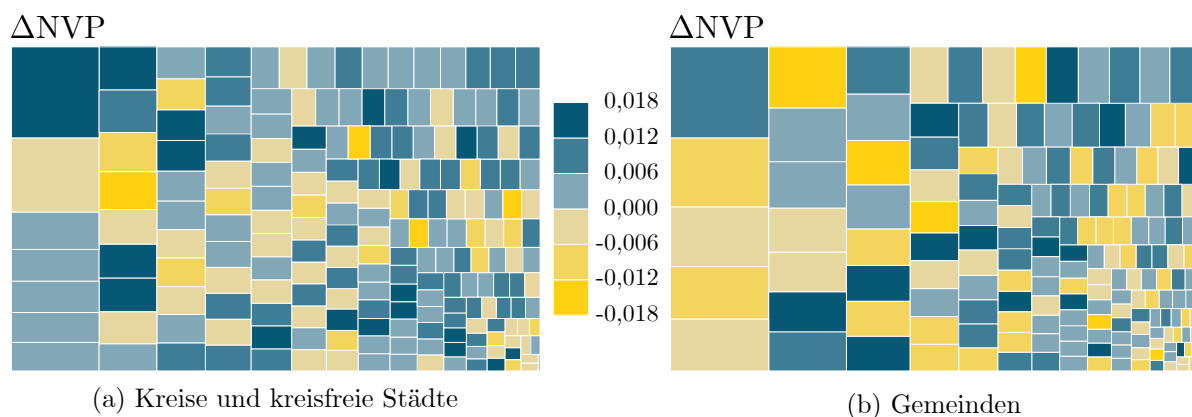 ΔNVP
ΔNVP
0,018
0,012
0,006
0,000
-0,006
-0,012
-0,018
(a) Kreise und kreisfreie Städte
(b) Gemeinden